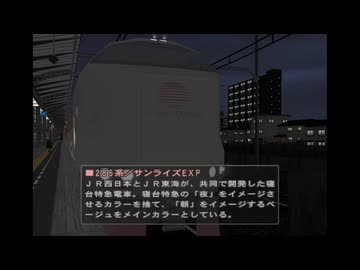 285系／サンライズEXP
ＪＲ西日本とＪＲ東海が、共同で開発した寝
台特急電車。寝台特急の「夜」をイメージさ
せるカラーを捨て、「朝」をイメージするベ
ージュをメインカラーとしている。